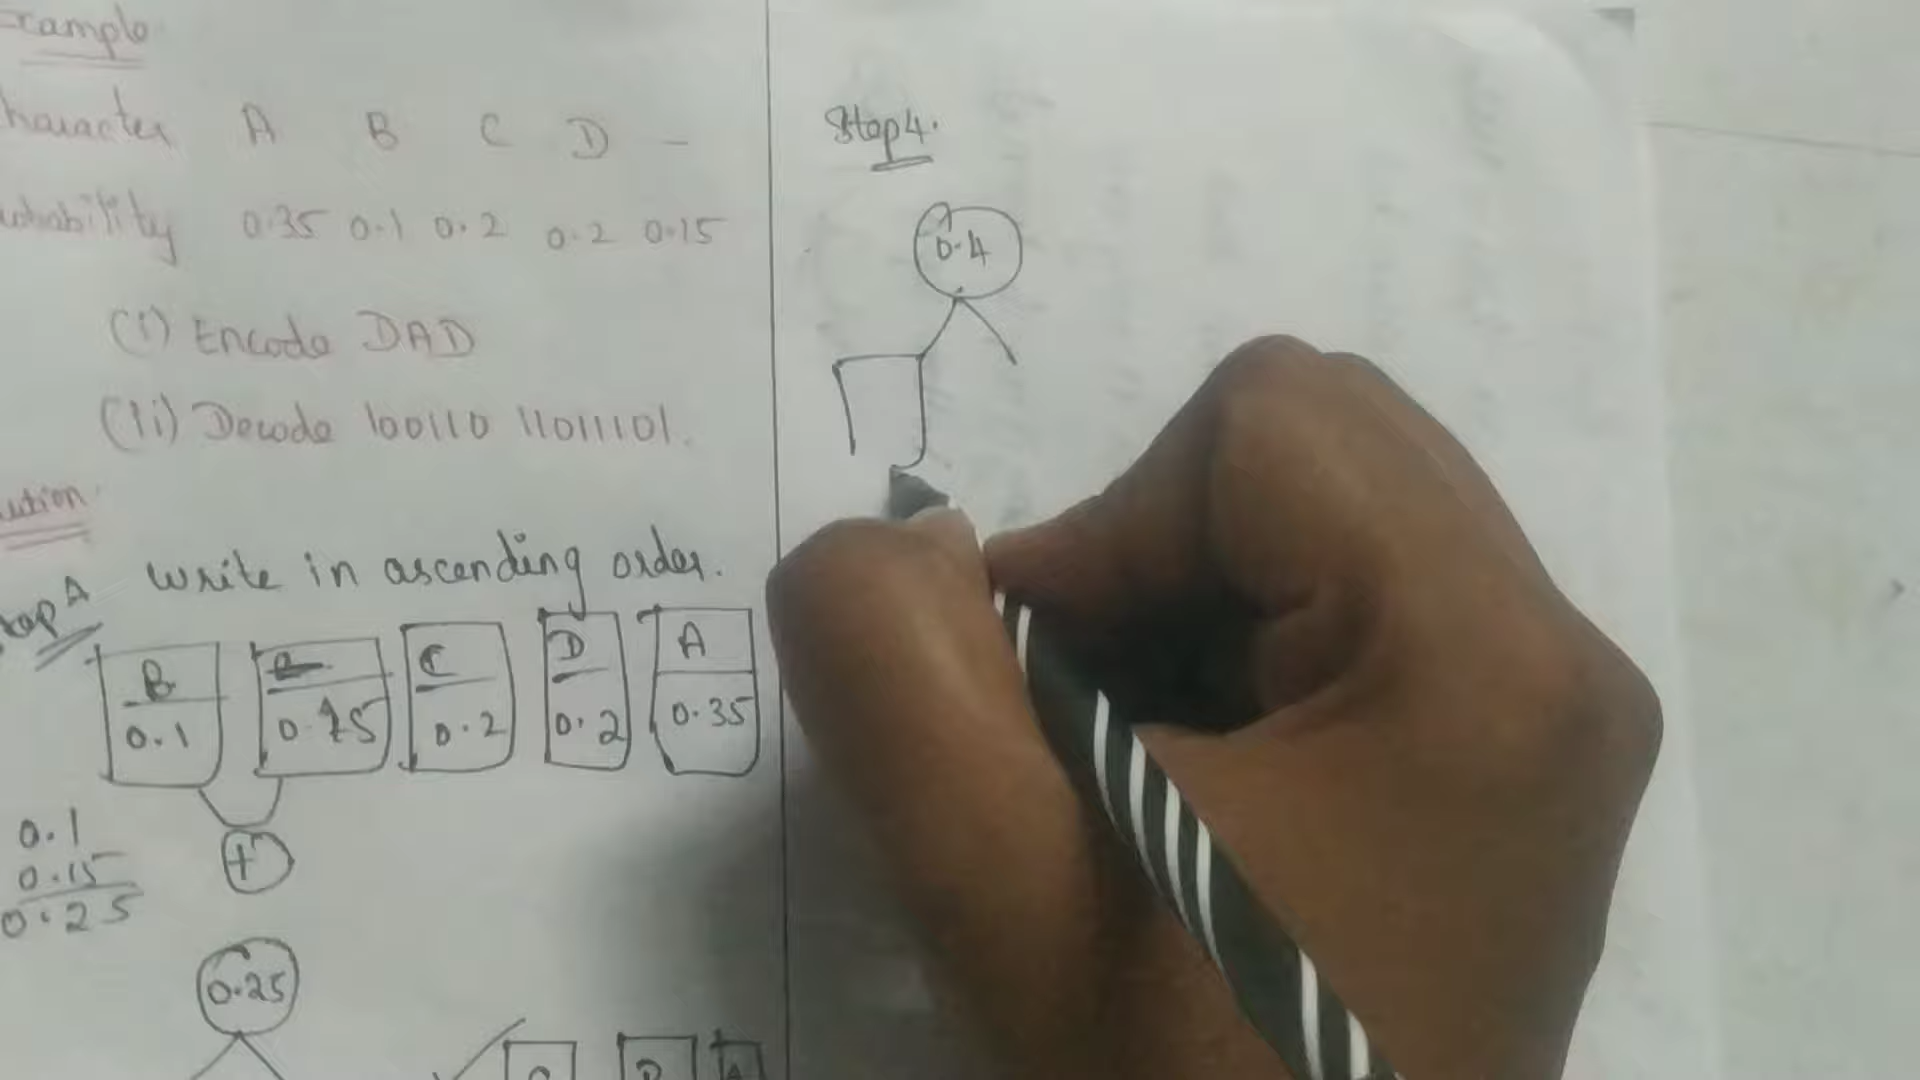 Example
Character A B C D -
Probability 0.35 0.1 0.2 0.2 0.15
(i) Encode DAD
(ii) Decode 100110 11011101.
Solution
Step A write in ascending order.
B C D A
0.1 0.15 0.2 0.2 0.35
0.1
0.15
0.25
+
0.25
C D A
Step 4.
0.4